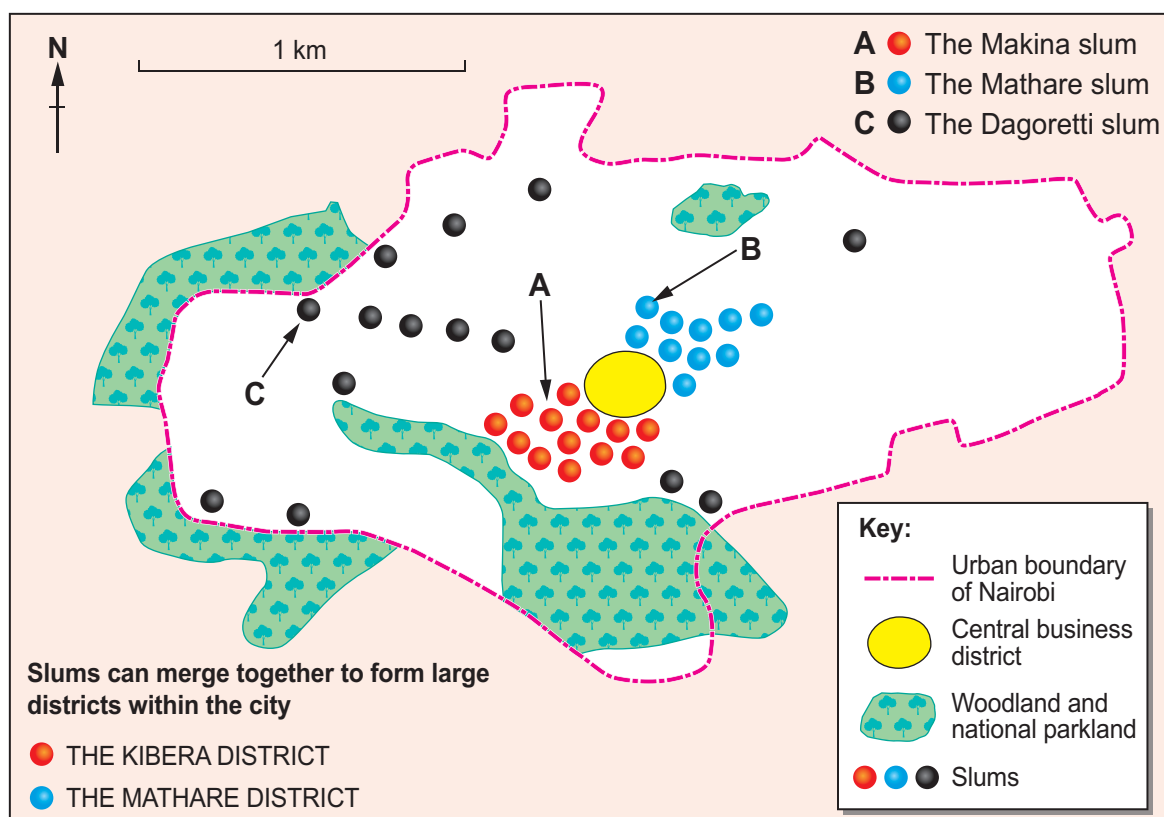 N
1 km
A The Makina slum
B The Mathare slum
C The Dagoretti slum
B
A
C
Slums can merge together to form large
districts within the city
THE KIBERA DISTRICT
THE MATHARE DISTRICT
Key:
Urban boundary
of Nairobi
Central business
district
Woodland and
national parkland
Slums